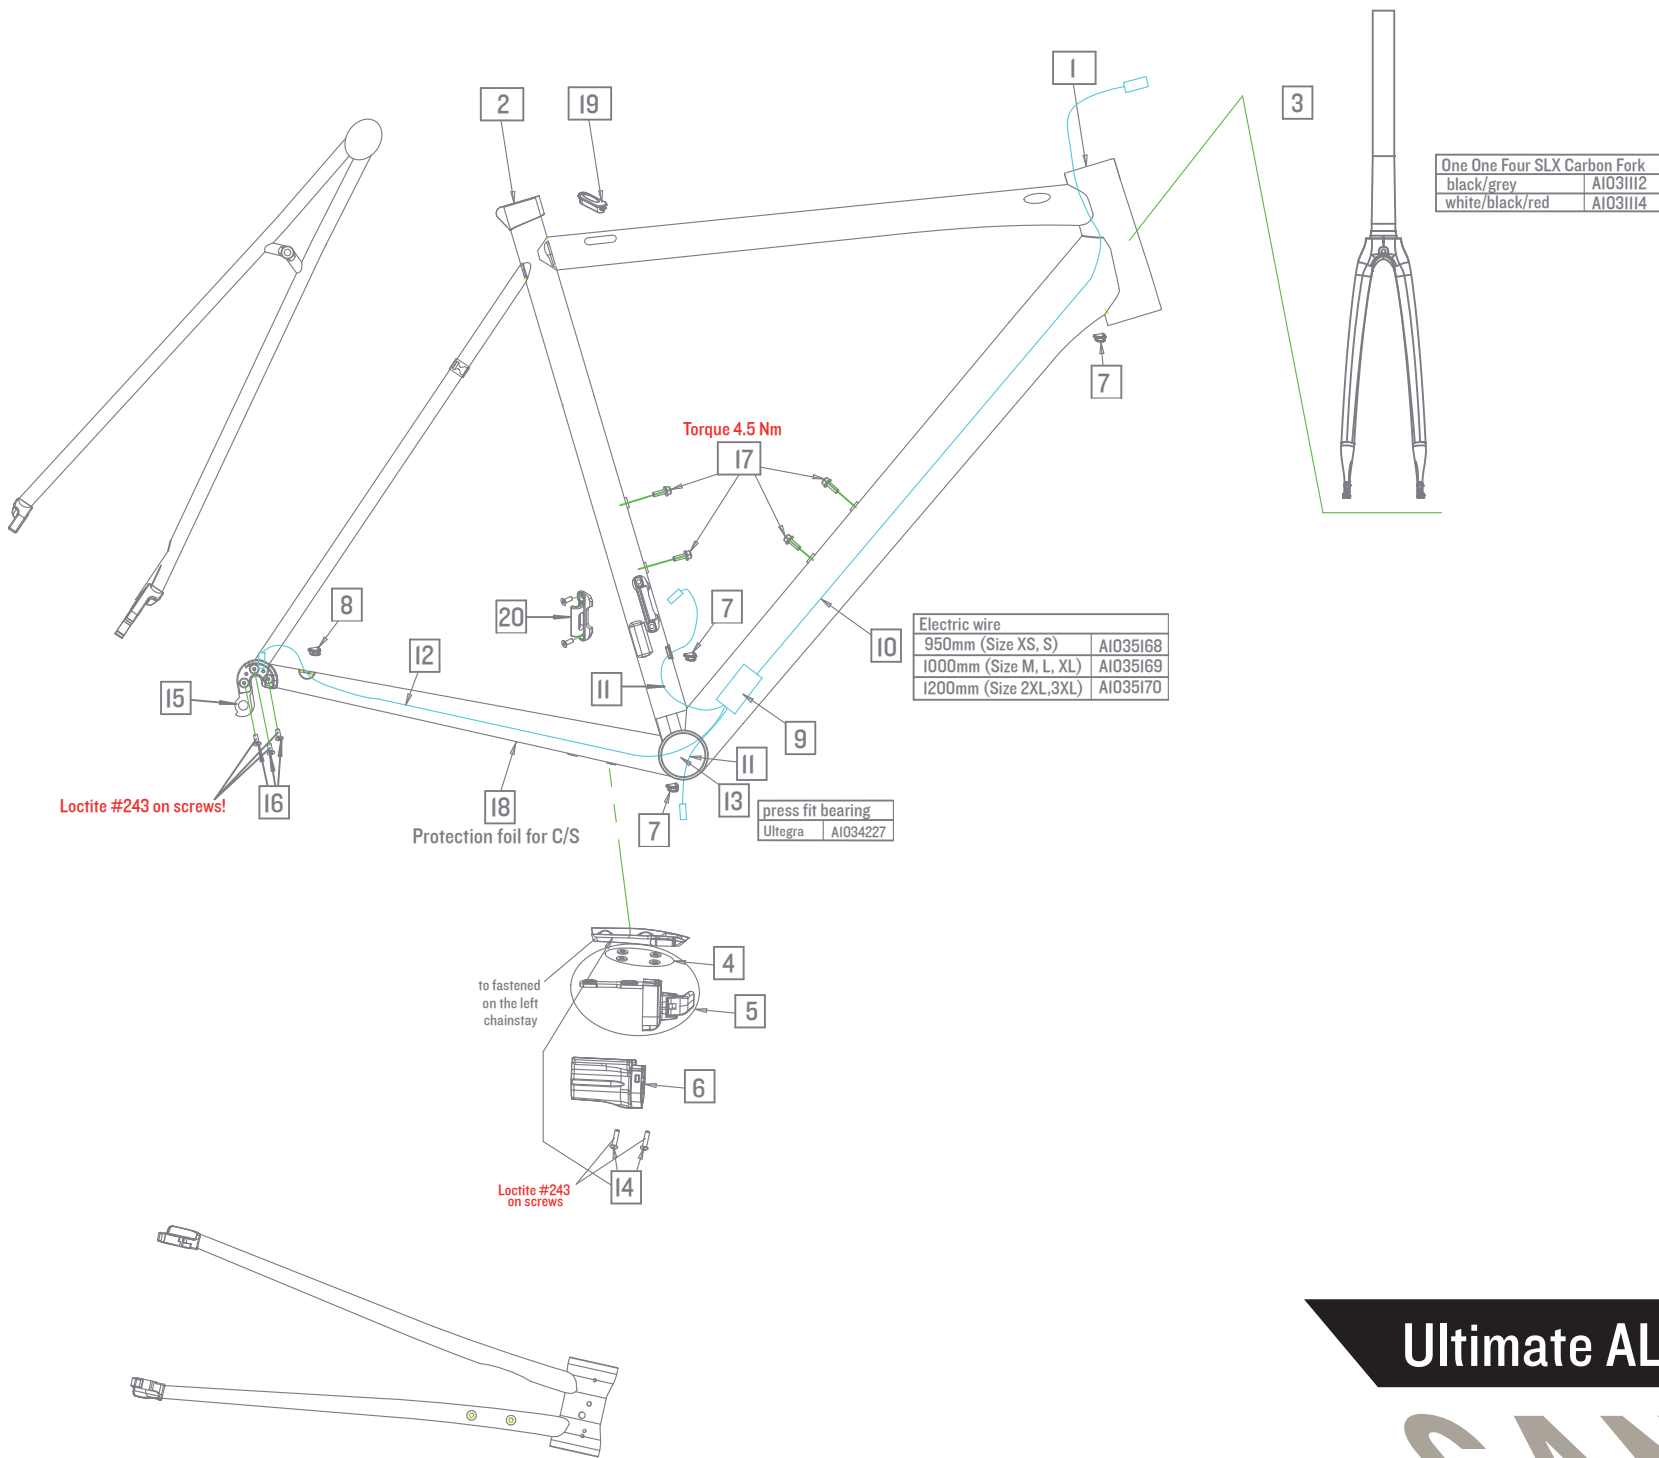 1
2
19
3
One One Four SLX Carbon Fork
black/grey A1031112
white/black/red A1031114
7
Torque 4.5 Nm
17
8
20
7
12
11
10
Electric wire
950mm (Size XS, S) A1035168
1000mm (Size M, L, XL) A1035169
1200mm (Size 2XL,3XL) A1035170
15
9
11
Loctite #243 on screws!
16
18
13
press fit bearing
Ultegra A1034227
Protection foil for C/S
7
4
to fastened
on the left
chainstay
5
6
14
Loctite #243
on screws
Ultimate AL